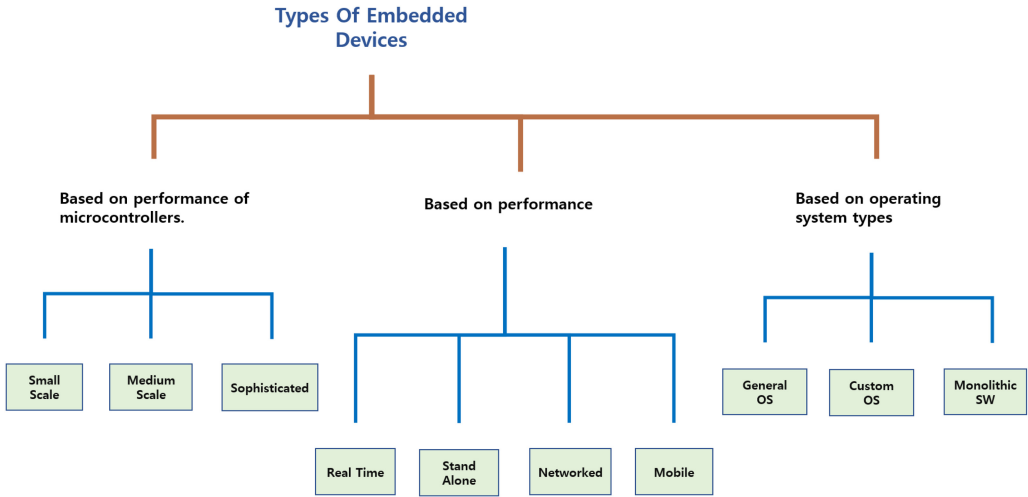 Types Of Embedded
Devices
Based on performance of
microcontrollers.
Based on performance
Based on operating
system types
Small
Scale
Medium
Scale
Sophisticated
General
OS
Custom
OS
Monolithic
SW
Real Time
Stand
Alone
Networked
Mobile